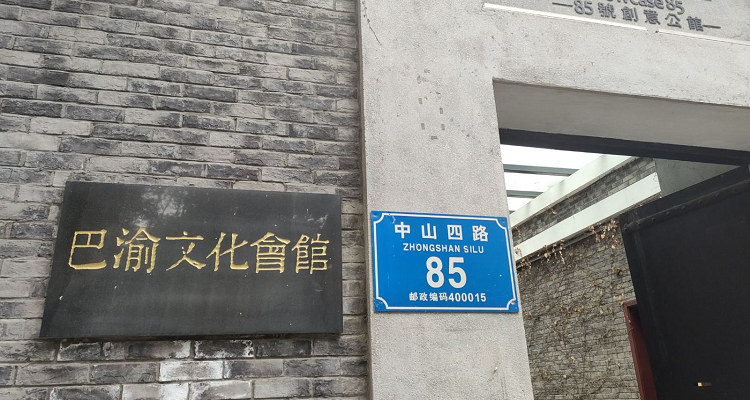 85號創意公館
巴渝文化會館
中山四路
ZHONGSHAN SILU
85
邮政编码400015